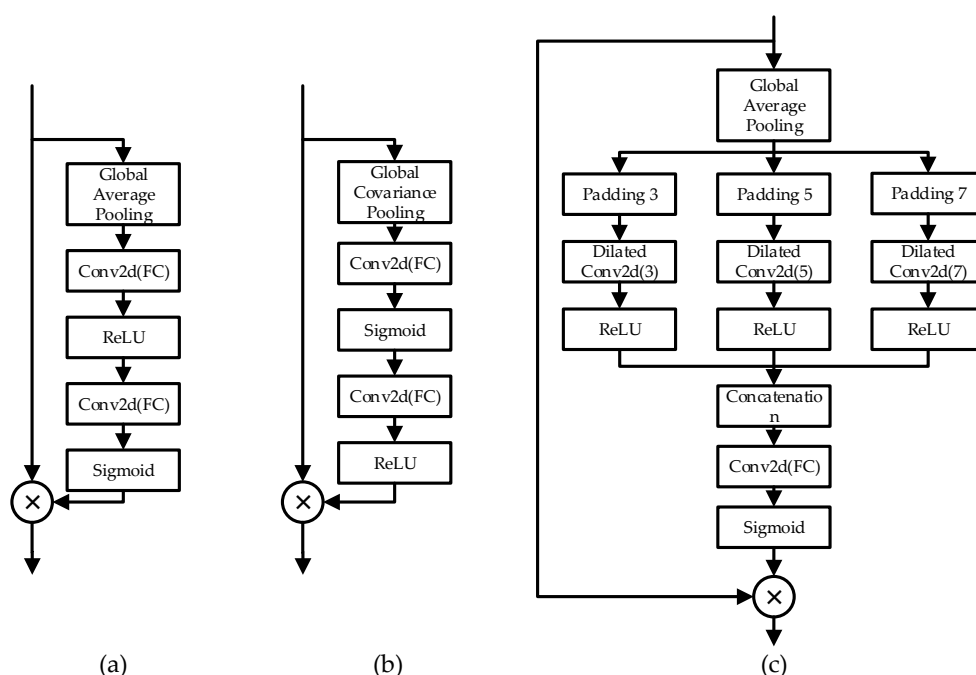 Global
Average
Pooling
Conv2d(FC)
ReLU
Conv2d(FC)
Sigmoid
(a)
Global
Covariance
Pooling
Conv2d(FC)
Sigmoid
Conv2d(FC)
ReLU
(b)
Global
Average
Pooling
Padding 3
Padding 5
Padding 7
Dilated
Conv2d(3)
Dilated
Conv2d(5)
Dilated
Conv2d(7)
ReLU
ReLU
ReLU
Concatenatio
n
Conv2d(FC)
Sigmoid
(c)